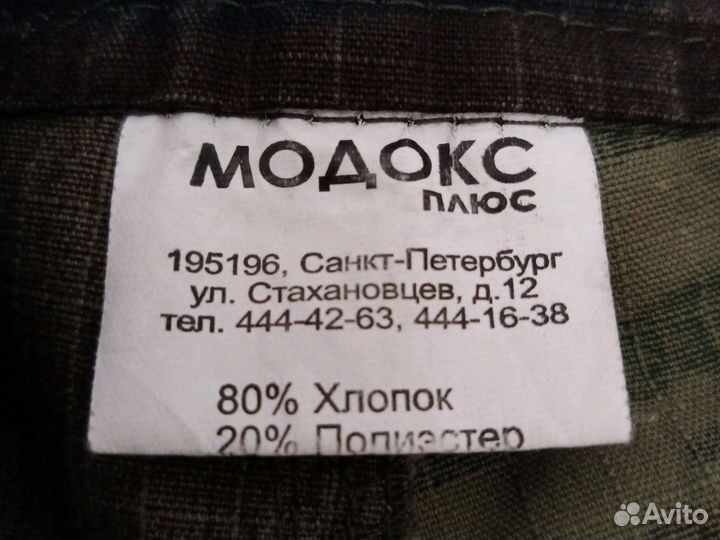 МОДОКС
ПЛЮС
195196, Санкт-Петербург
ул. Стахановцев, д.12
тел. 444-42-63, 444-16-38
80% Хлопок
20% Полиэстер
Avito